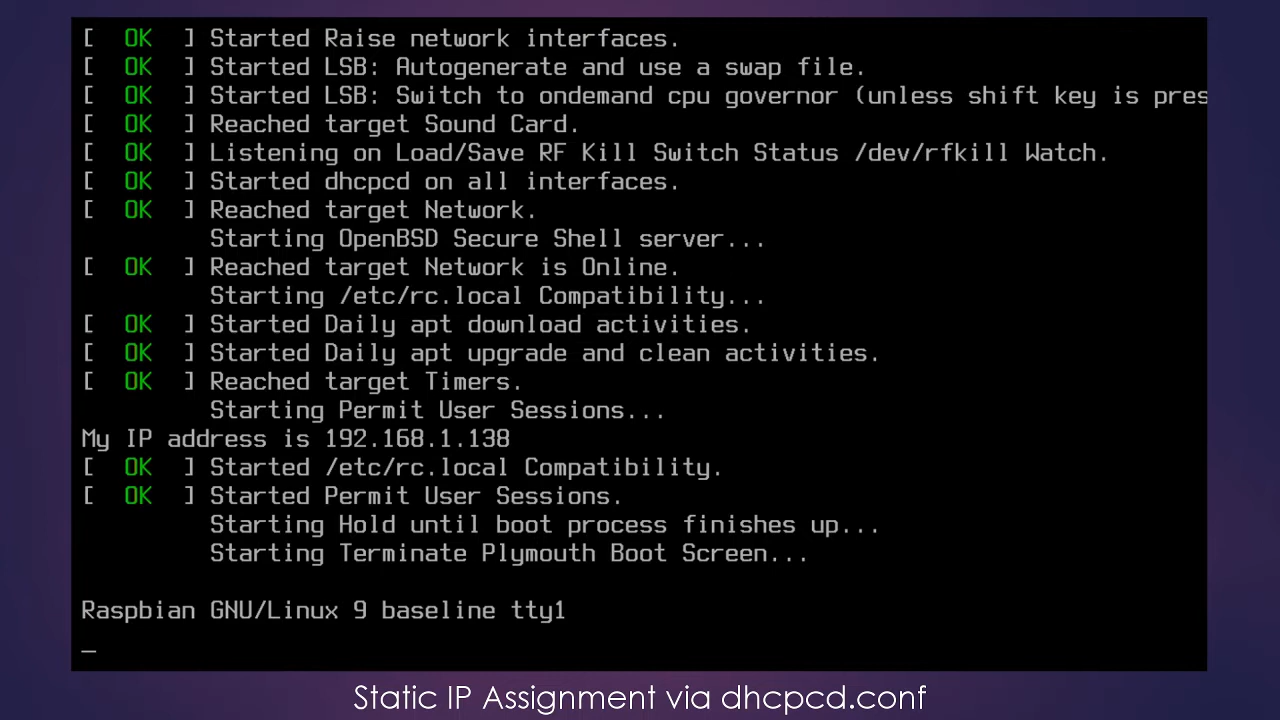 [  OK  ] Started Raise network interfaces.
[  OK  ] Started LSB: Autogenerate and use a swap file.
[  OK  ] Started LSB: Switch to ondemand cpu governor (unless shift key is pres
[  OK  ] Reached target Sound Card.
[  OK  ] Listening on Load/Save RF Kill Switch Status /dev/rfkill Watch.
[  OK  ] Started dhcpcd on all interfaces.
[  OK  ] Reached target Network.
Starting OpenBSD Secure Shell server...
[  OK  ] Reached target Network is Online.
Starting /etc/rc.local Compatibility...
[  OK  ] Started Daily apt download activities.
[  OK  ] Started Daily apt upgrade and clean activities.
[  OK  ] Reached target Timers.
Starting Permit User Sessions...
My IP address is 192.168.1.138
[  OK  ] Started /etc/rc.local Compatibility.
[  OK  ] Started Permit User Sessions.
Starting Hold until boot process finishes up...
Starting Terminate Plymouth Boot Screen...
Raspbian GNU/Linux 9 baseline tty1
_
Static IP Assignment via dhcpcd.conf